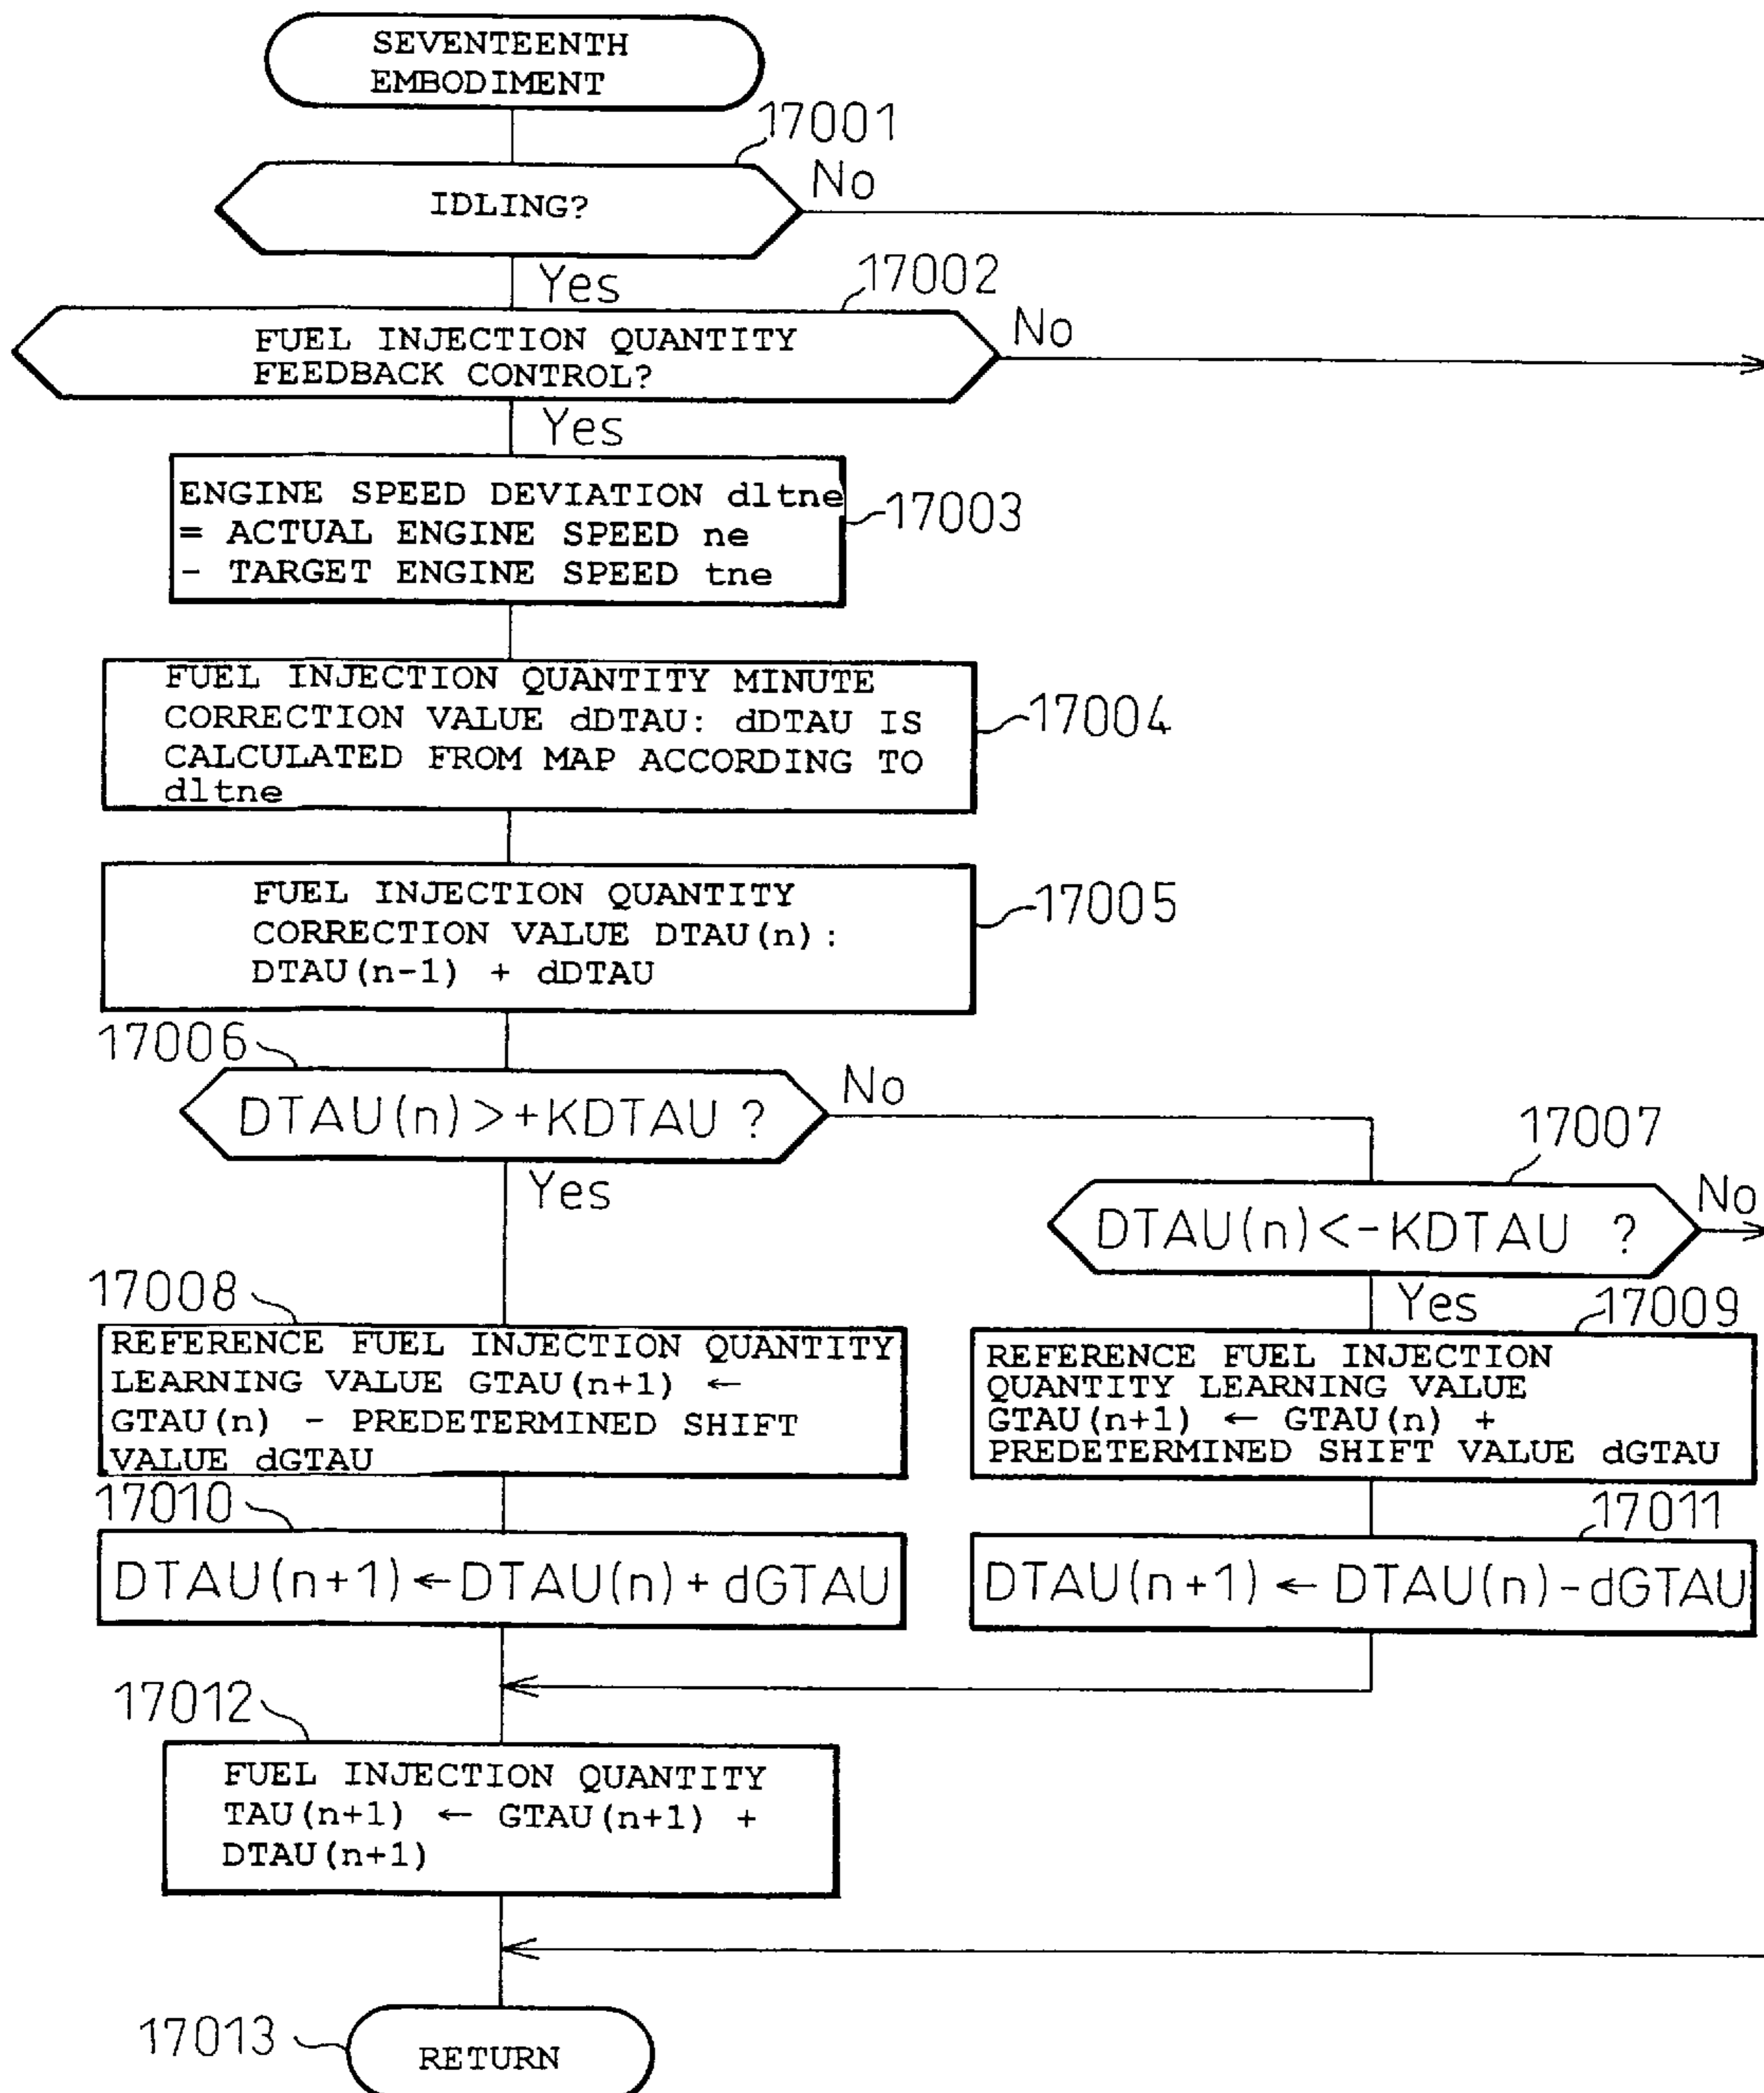 SEVENTEENTH
EMBODIMENT
17001
IDLING?
No
Yes
17002
FUEL INJECTION QUANTITY
FEEDBACK CONTROL?
No
Yes
ENGINE SPEED DEVIATION dltne
= ACTUAL ENGINE SPEED ne
- TARGET ENGINE SPEED tne
17003
FUEL INJECTION QUANTITY MINUTE
CORRECTION VALUE dDTAU: dDTAU IS
CALCULATED FROM MAP ACCORDING TO
dltne
17004
FUEL INJECTION QUANTITY
CORRECTION VALUE DTAU(n):
DTAU(n-1) + dDTAU
17005
17006
DTAU(n)>+KDTAU ?
No
Yes
17007
DTAU(n)<-KDTAU ?
No
Yes
17008
REFERENCE FUEL INJECTION QUANTITY
LEARNING VALUE GTAU(n+1) ←
GTAU(n) - PREDETERMINED SHIFT
VALUE dGTAU
17009
REFERENCE FUEL INJECTION
QUANTITY LEARNING VALUE
GTAU(n+1) ← GTAU(n) +
PREDETERMINED SHIFT VALUE dGTAU
17010
DTAU(n+1)←DTAU(n)+dGTAU
17011
DTAU(n+1) ← DTAU(n)-dGTAU
17012
FUEL INJECTION QUANTITY
TAU(n+1) ← GTAU(n+1) +
DTAU(n+1)
17013
RETURN